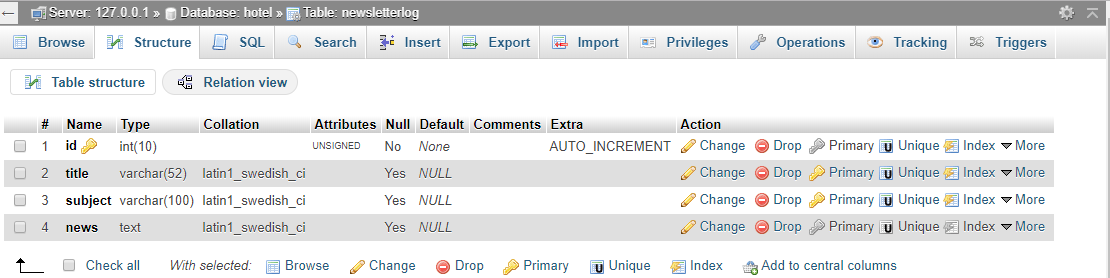 Server: 127.0.0.1 » Database: hotel » Table: newsletterlog
Browse Structure SQL Search Insert Export Import Privileges Operations Tracking Triggers
Table structure Relation view
# Name Type Collation Attributes Null Default Comments Extra Action
1 id int(10) UNSIGNED No None AUTO_INCREMENT Change Drop Primary Unique Index More
2 title varchar(52) latin1_swedish_ci Yes NULL Change Drop Primary Unique Index More
3 subject varchar(100) latin1_swedish_ci Yes NULL Change Drop Primary Unique Index More
4 news text latin1_swedish_ci Yes NULL Change Drop Primary Unique Index More
Check all With selected: Browse Change Drop Primary Unique Index Add to central columns